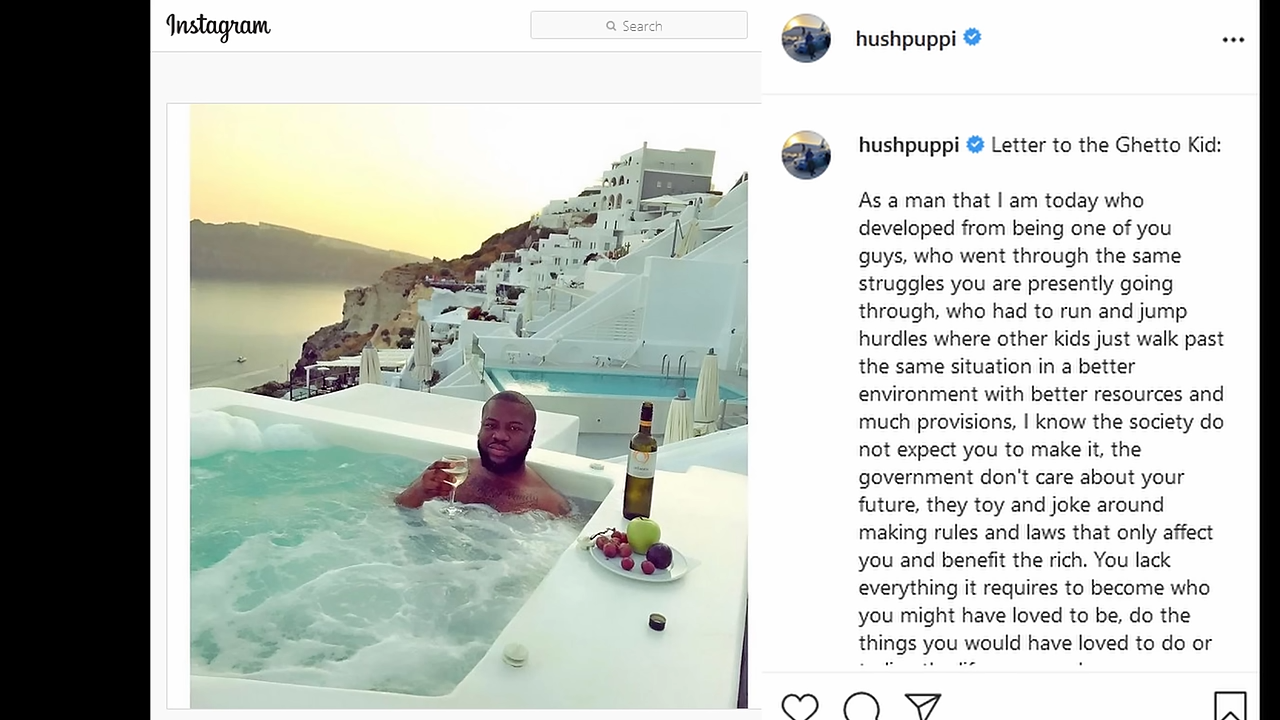 Instagram
Search
hushpuppi
hushpuppi Letter to the Ghetto Kid:
As a man that I am today who
developed from being one of you
guys, who went through the same
struggles you are presently going
through, who had to run and jump
hurdles where other kids just walk past
the same situation in a better
environment with better resources and
much provisions, I know the society do
not expect you to make it, the
government don't care about your
future, they toy and joke around
making rules and laws that only affect
you and benefit the rich. You lack
everything it requires to become who
you might have loved to be, do the
things you would have loved to do or